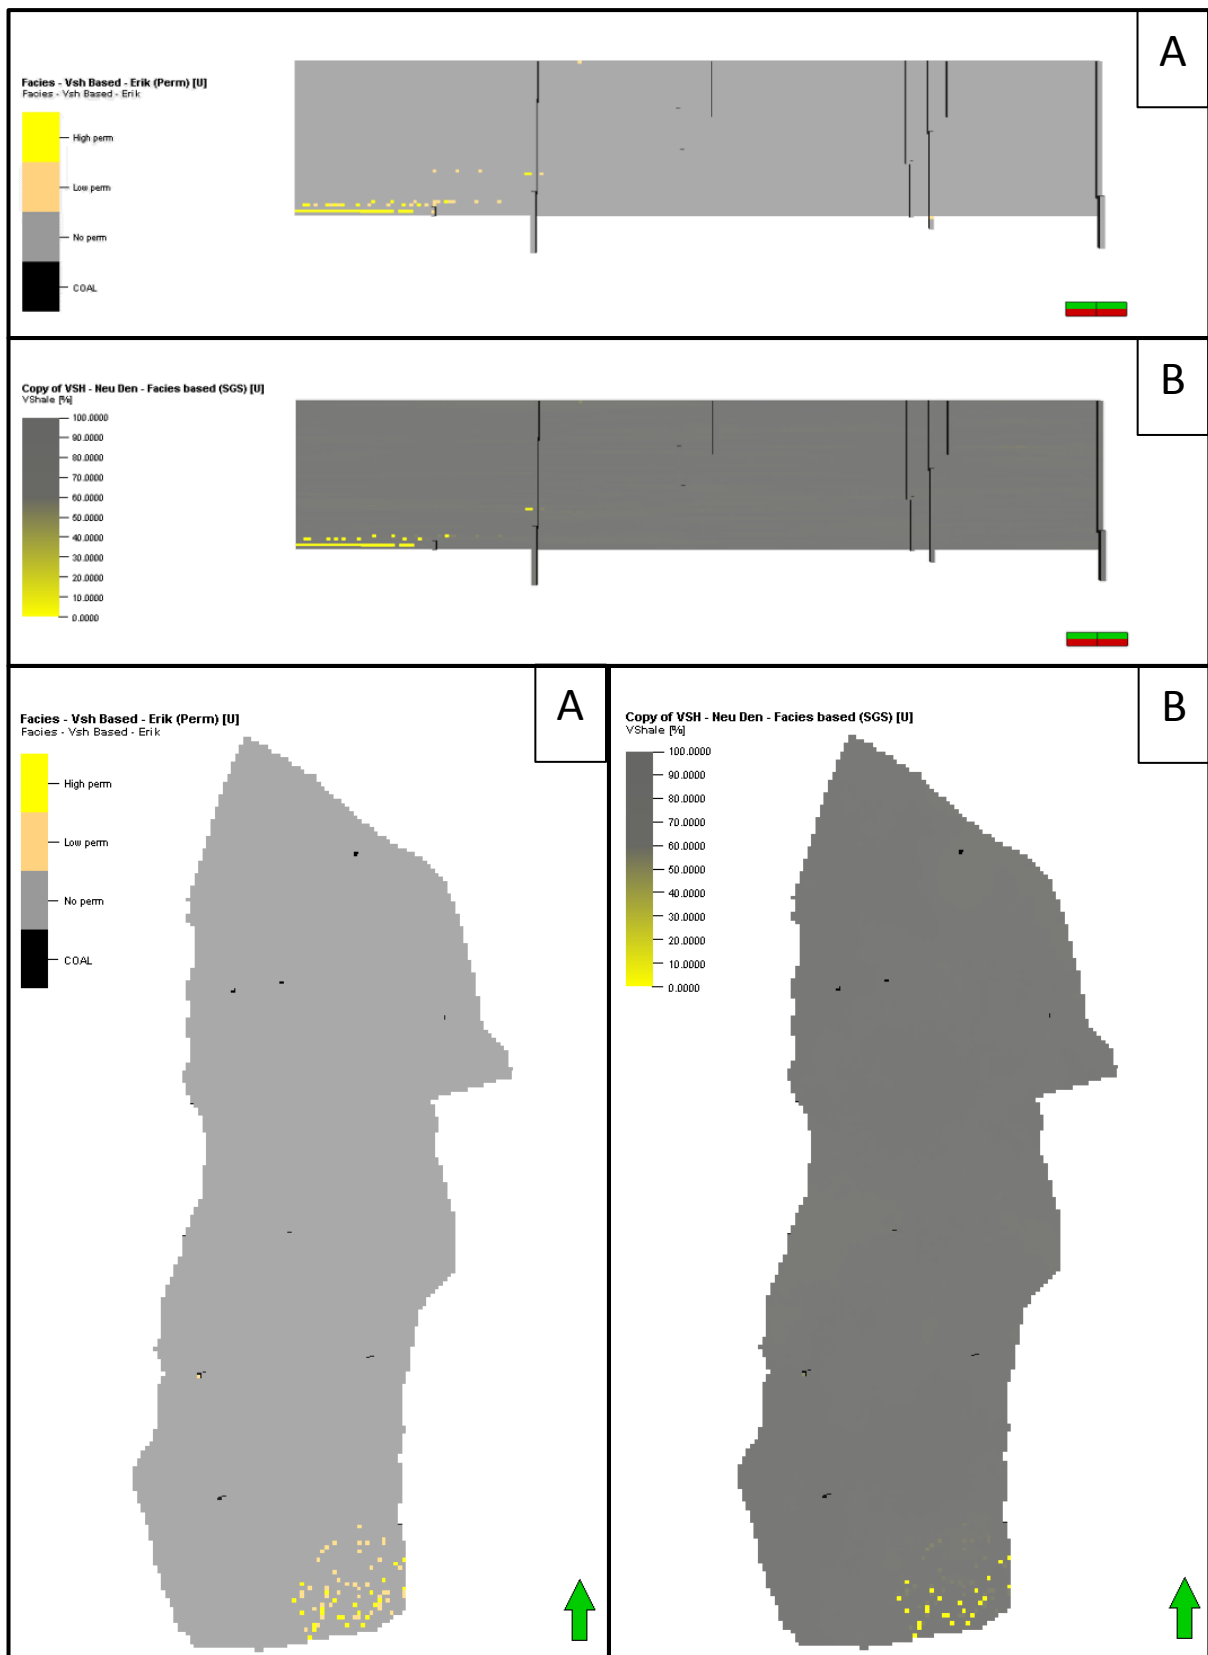 A
Facies - Vsh Based - Erik (Perm) [U]
Facies - Vsh Based - Erik
High perm
Low perm
No perm
COAL
B
Copy of VSH - Neu Den - Facies based (SGS) [U]
VShale [%]
100.0000
90.0000
80.0000
70.0000
60.0000
50.0000
40.0000
30.0000
20.0000
10.0000
0.0000
A
Facies - Vsh Based - Erik (Perm) [U]
Facies - Vsh Based - Erik
High perm
Low perm
No perm
COAL
B
Copy of VSH - Neu Den - Facies based (SGS) [U]
VShale [%]
100.0000
90.0000
80.0000
70.0000
60.0000
50.0000
40.0000
30.0000
20.0000
10.0000
0.0000